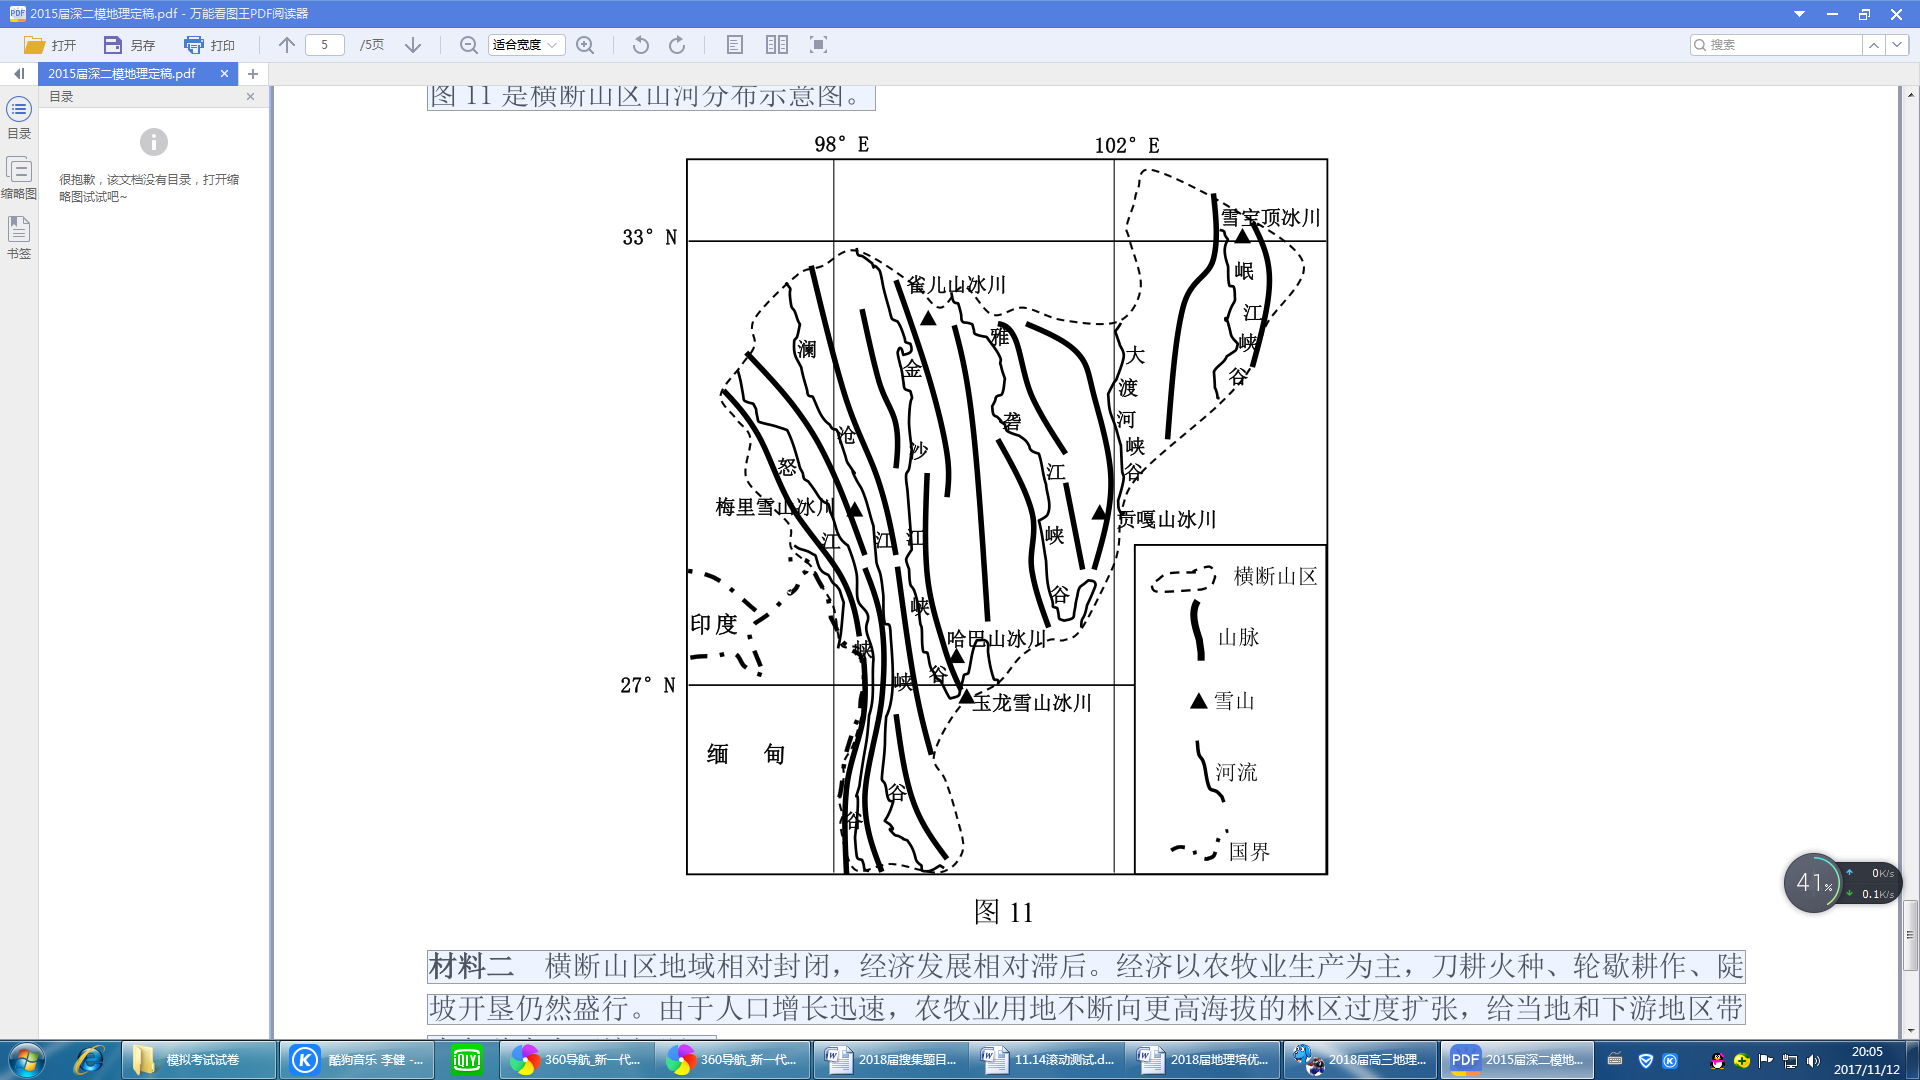 2015届深二模地理定稿.pdf - 万能看图王PDF阅读器
打开 另存 打印 5 /5页 适合宽度 搜索
2015届深二模地理定稿.pdf
目录
目录
缩略图
书签
很抱歉，该文档没有目录，打开缩
略图试试吧~
图 11 是横断山区山河分布示意图。
98° E 102° E
33° N
27° N
雪宝顶冰川
雀儿山冰川
梅里雪山冰川
贡嘎山冰川
哈巴山冰川
玉龙雪山冰川
岷江峡谷
大渡河峡谷
雅砻江峡谷
金沙江峡谷
澜沧江峡谷
怒江峡谷
印度
缅 甸
横断山区
山脉
雪山
河流
国界
图 11
材料二 横断山区地域相对封闭，经济发展相对滞后。经济以农牧业生产为主，刀耕火种、轮歇耕作、陡
坡开垦仍然盛行。由于人口增长迅速，农牧业用地不断向更高海拔的林区过度扩张，给当地和下游地区带
41%
0K/s
0.1K/s
模拟考试试卷
酷狗音乐 李健 -...
iQIYI
360导航_新一代...
360导航_新一代...
2018届搜集题目...
11.14滚动测试.d...
2018届地理培优...
2018届高三地理...
2015届深二模地...
20:05
2017/11/12